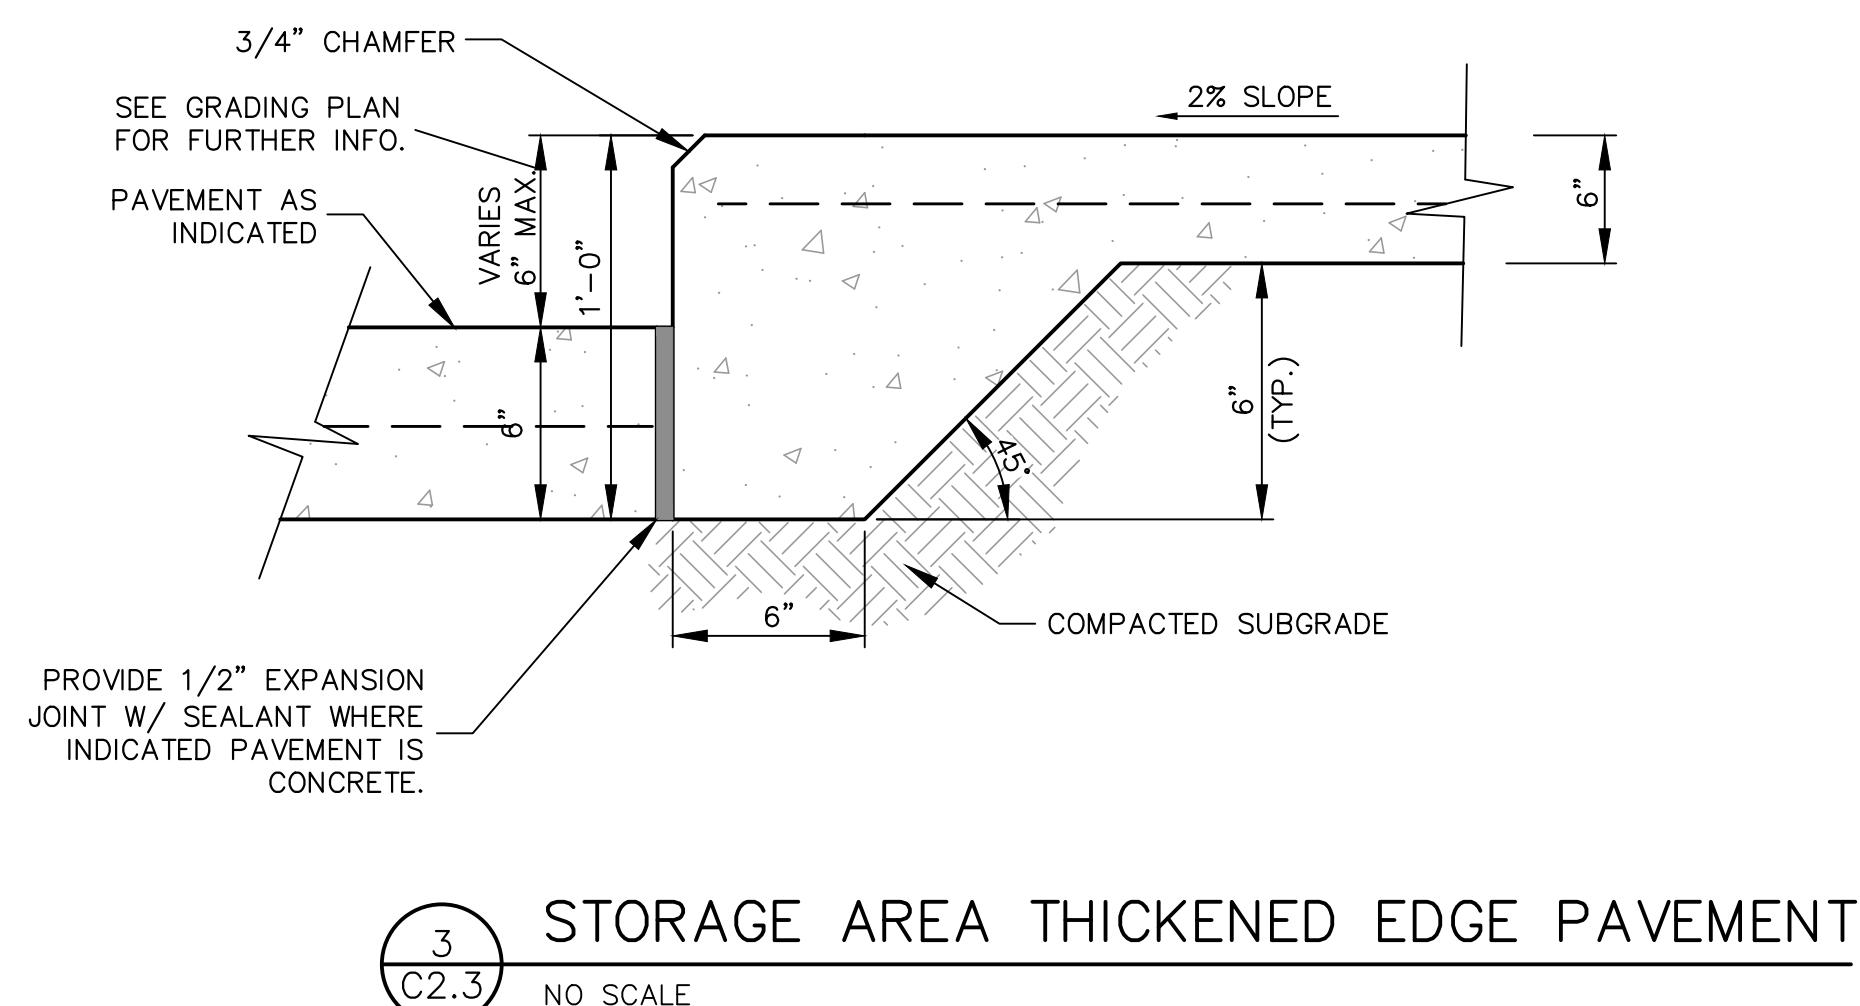 3/4" CHAMFER
SEE GRADING PLAN
FOR FURTHER INFO.
PAVEMENT AS
INDICATED
VARIES
6" MAX.
1'-0"
6"
2% SLOPE
6"
6"
(TYP.)
45°
6"
COMPACTED SUBGRADE
PROVIDE 1/2" EXPANSION
JOINT W/ SEALANT WHERE
INDICATED PAVEMENT IS
CONCRETE.
3
C2.3
STORAGE AREA THICKENED EDGE PAVEMENT
NO SCALE